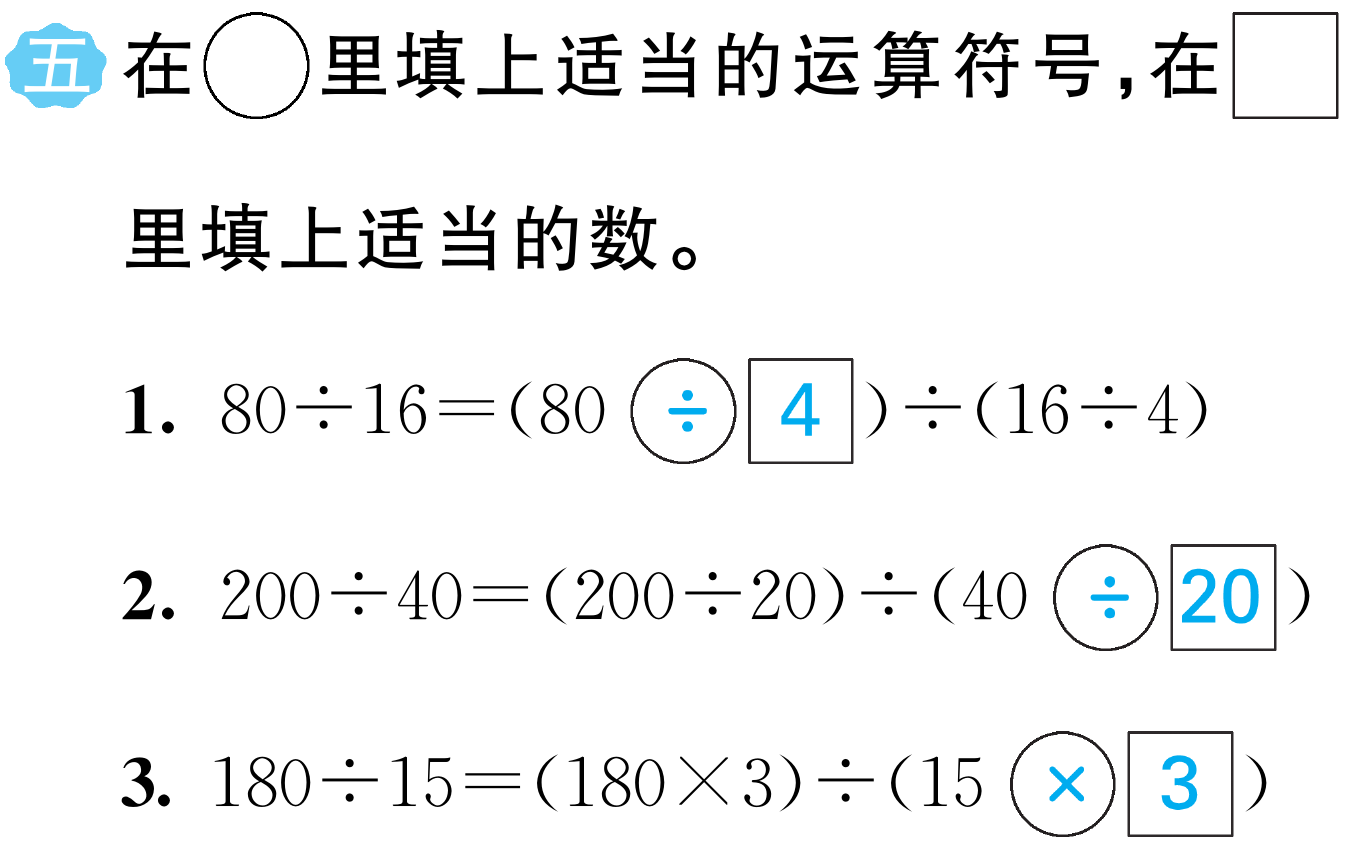 五 在○里填上适当的运算符号,在□
里填上适当的数。
1. 80÷16=(80 ÷ 4)÷(16÷4)
2. 200÷40=(200÷20)÷(40 ÷ 20)
3. 180÷15=(180×3)÷(15 × 3)